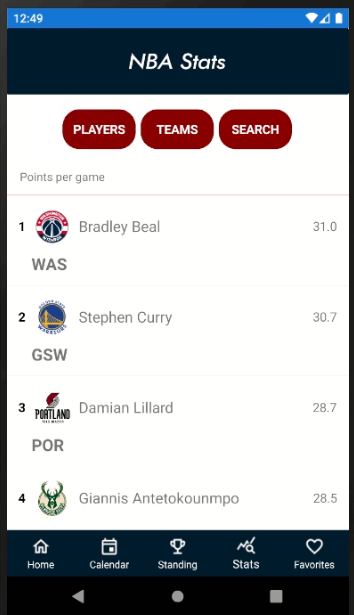 12:49
NBA Stats
PLAYERS TEAMS SEARCH
Points per game
1 Bradley Beal 31.0
WAS
2 Stephen Curry 30.7
WARRIORS
GSW
3 PORTLAND Damian Lillard 28.7
POR
4 Giannis Antetokounmpo 28.5
Home Calendar Standing Stats Favorites